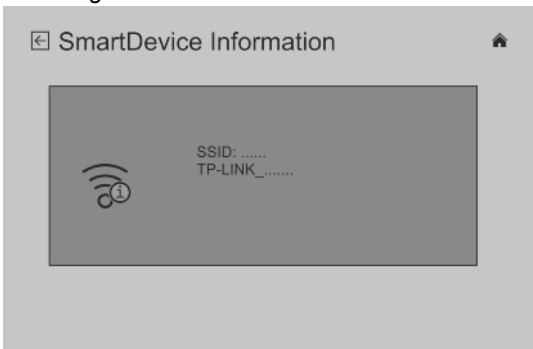 SmartDevice Information
SSID: ......
TP-LINK_.......